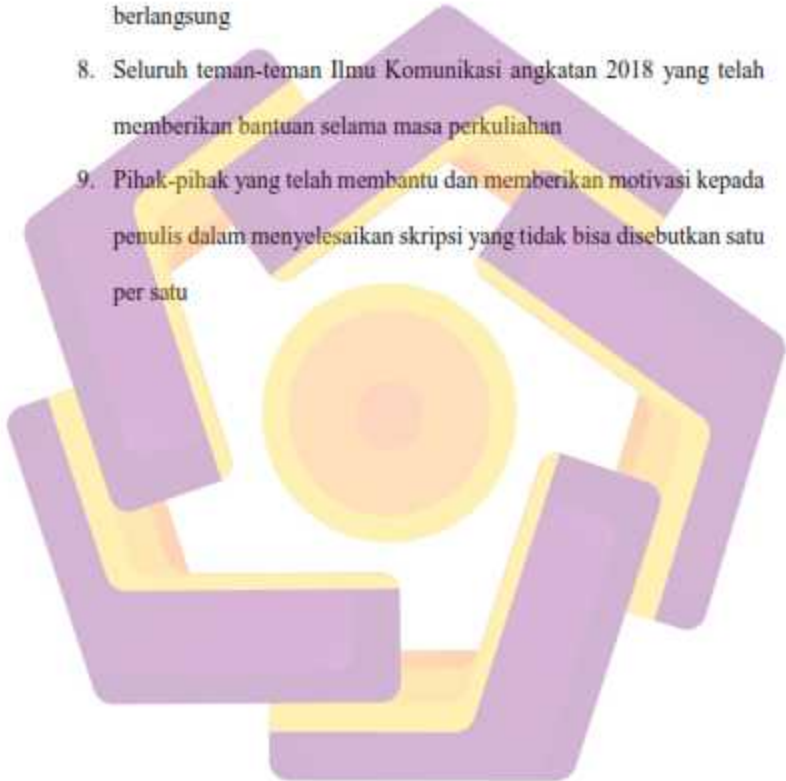 berlangsung
8. Seluruh teman-teman Ilmu Komunikasi angkatan 2018 yang telah
memberikan bantuan selama masa perkuliahan
9. Pihak-pihak yang telah membantu dan memberikan motivasi kepada
penulis dalam menyelesaikan skripsi yang tidak bisa disebutkan satu
per satu